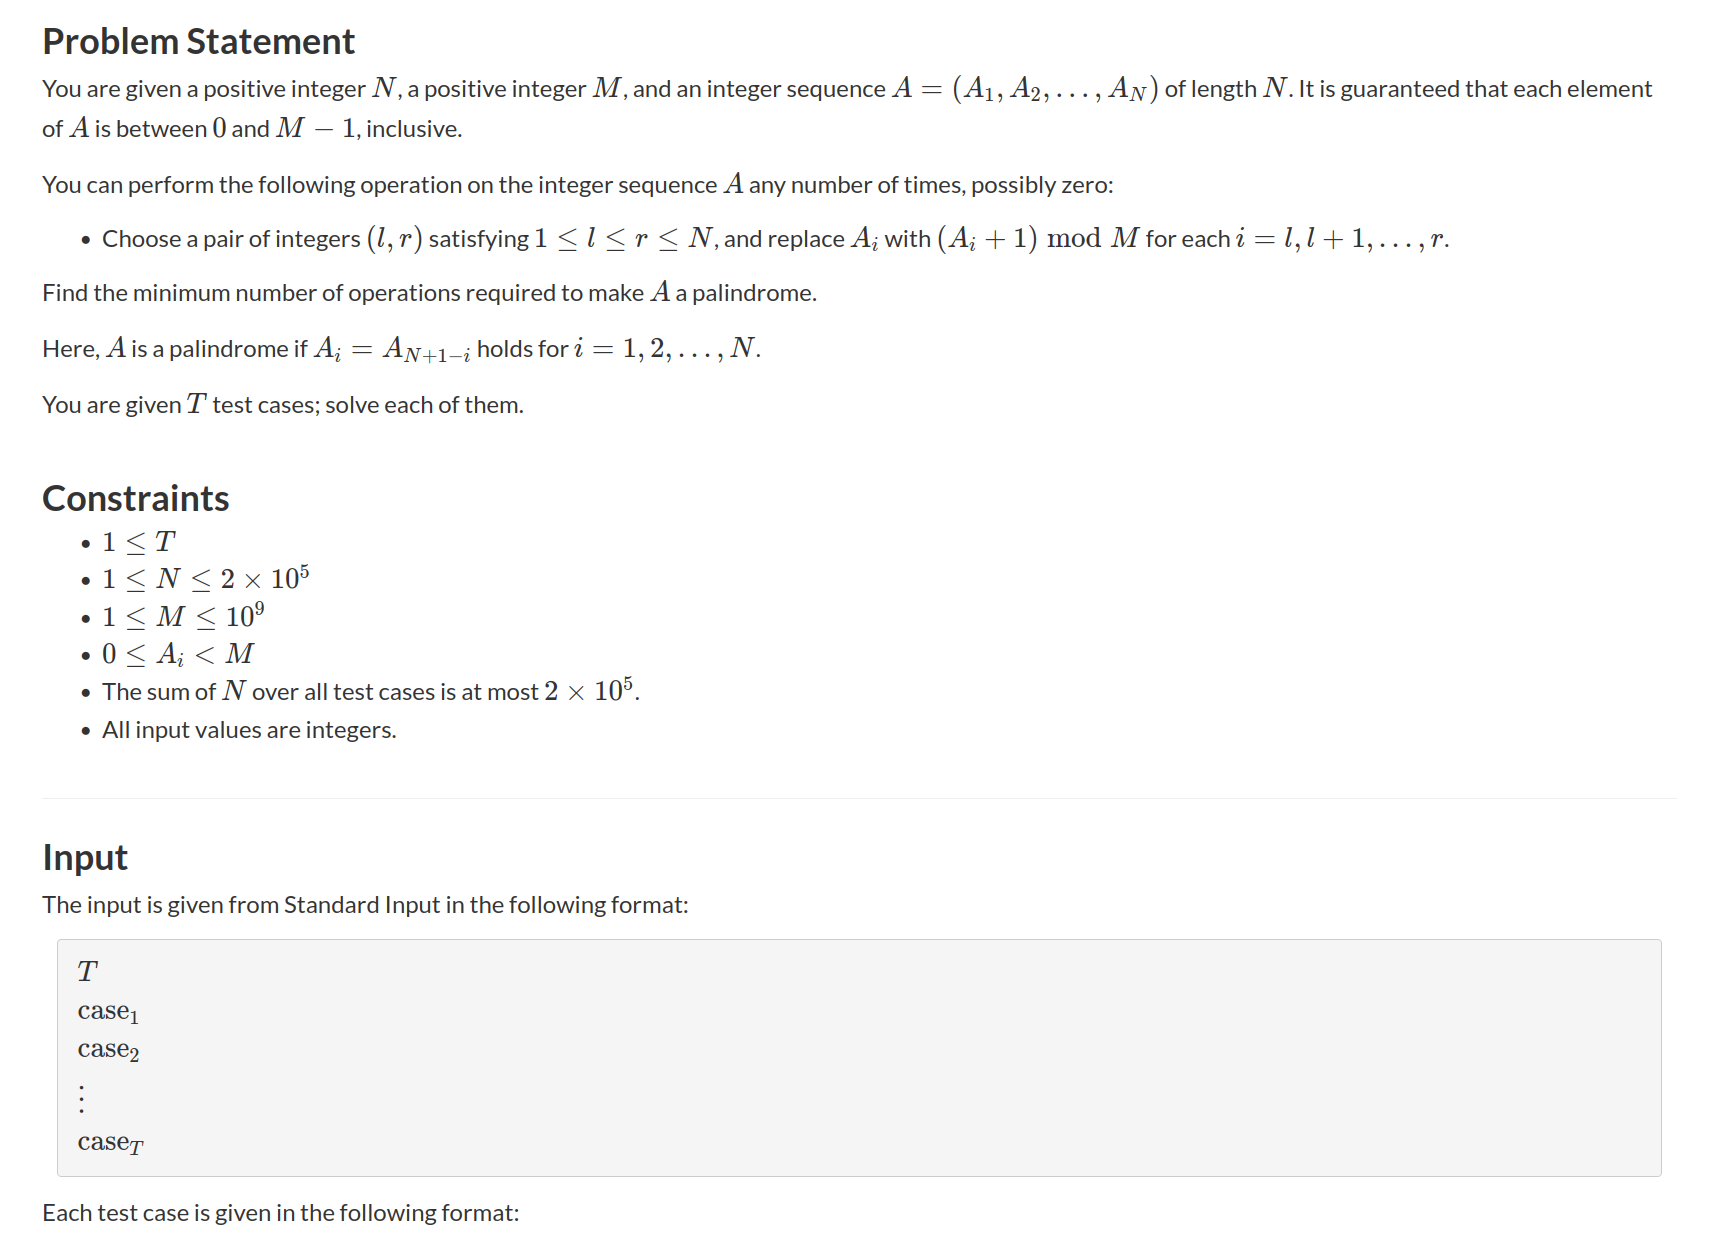 Problem Statement
You are given a positive integer N, a positive integer M, and an integer sequence A = (A₁, A₂, . . . , A_N) of length N. It is guaranteed that each element
of A is between 0 and M − 1, inclusive.
You can perform the following operation on the integer sequence A any number of times, possibly zero:
• Choose a pair of integers (l, r) satisfying 1 ≤ l ≤ r ≤ N, and replace A_i with (A_i + 1) mod M for each i = l, l + 1, . . . , r.
Find the minimum number of operations required to make A a palindrome.
Here, A is a palindrome if A_i = A_{N+1−i} holds for i = 1, 2, . . . , N.
You are given T test cases; solve each of them.
Constraints
• 1 ≤ T
• 1 ≤ N ≤ 2 × 10⁵
• 1 ≤ M ≤ 10⁹
• 0 ≤ A_i < M
• The sum of N over all test cases is at most 2 × 10⁵.
• All input values are integers.
Input
The input is given from Standard Input in the following format:
T
case₁
case₂
⋮
case_T
Each test case is given in the following format: